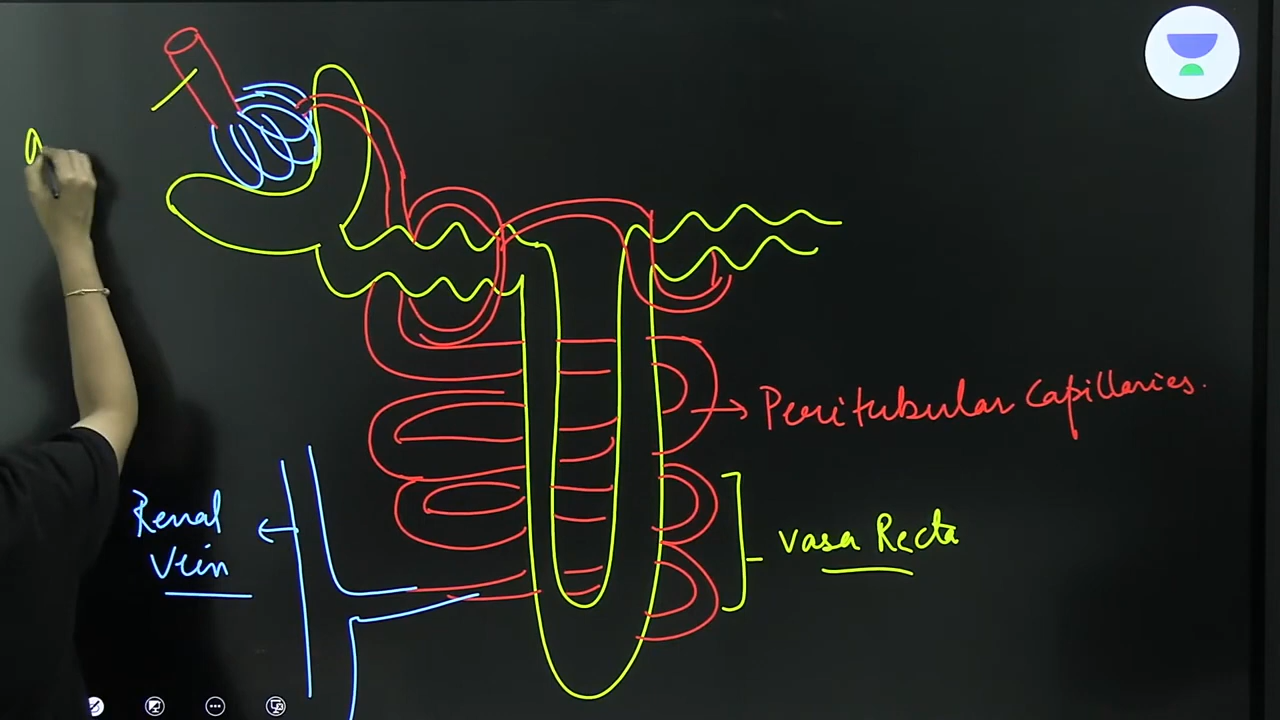 a
Peritubular Capillaries.
Renal
Vein
Vasa Recta